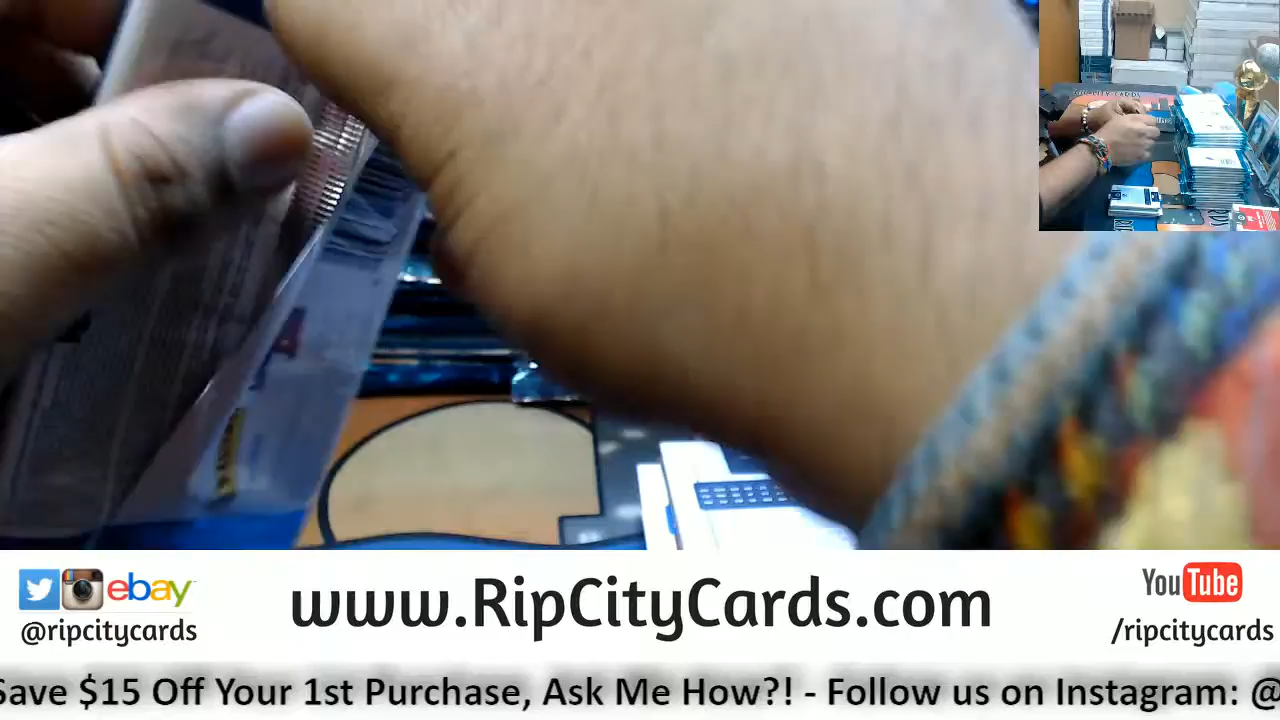 www.RipCityCards.com
ebay
@ripcitycards
YouTube
/ripcitycards
Save $15 Off Your 1st Purchase, Ask Me How?! - Follow us on Instagram: @